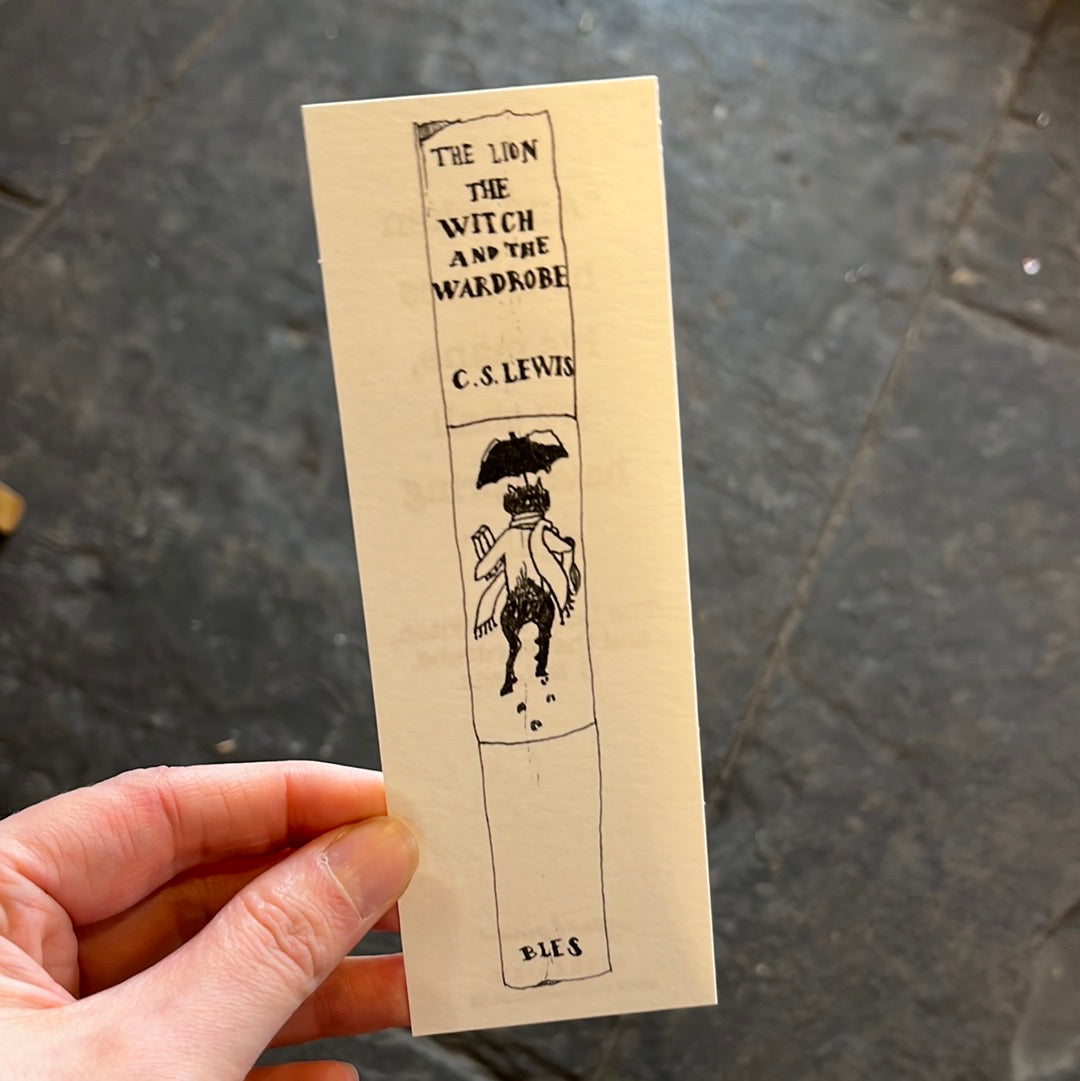 THE LION
THE
WITCH
AND THE
WARDROBE
C.S. LEWIS
BLES